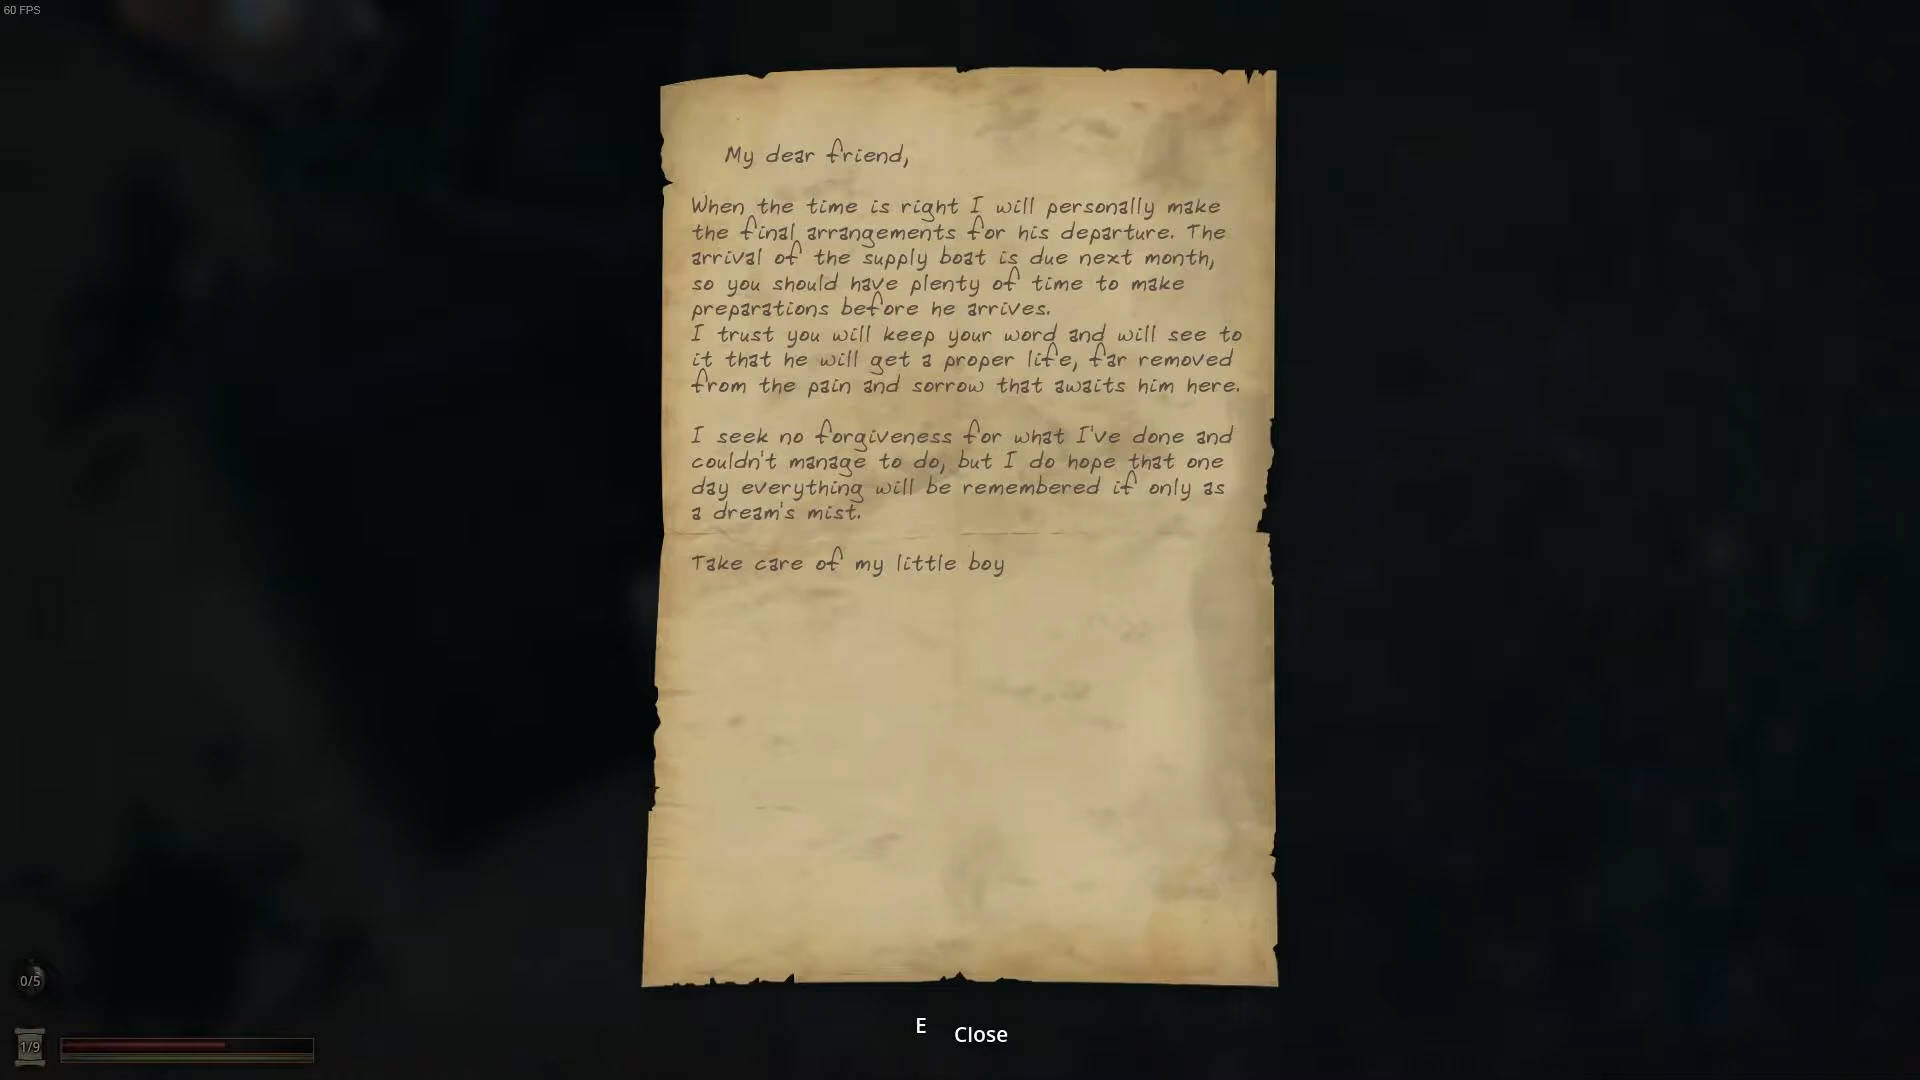 60 FPS
My dear friend,
When the time is right I will personally make
the final arrangements for his departure. The
arrival of the supply boat is due next month,
so you should have plenty of time to make
preparations before he arrives.
I trust you will keep your word and will see to
it that he will get a proper life, far removed
from the pain and sorrow that awaits him here.
I seek no forgiveness for what I've done and
couldn't manage to do, but I do hope that one
day everything will be remembered if only as
a dream's mist.
Take care of my little boy
0/5
1/9
E Close